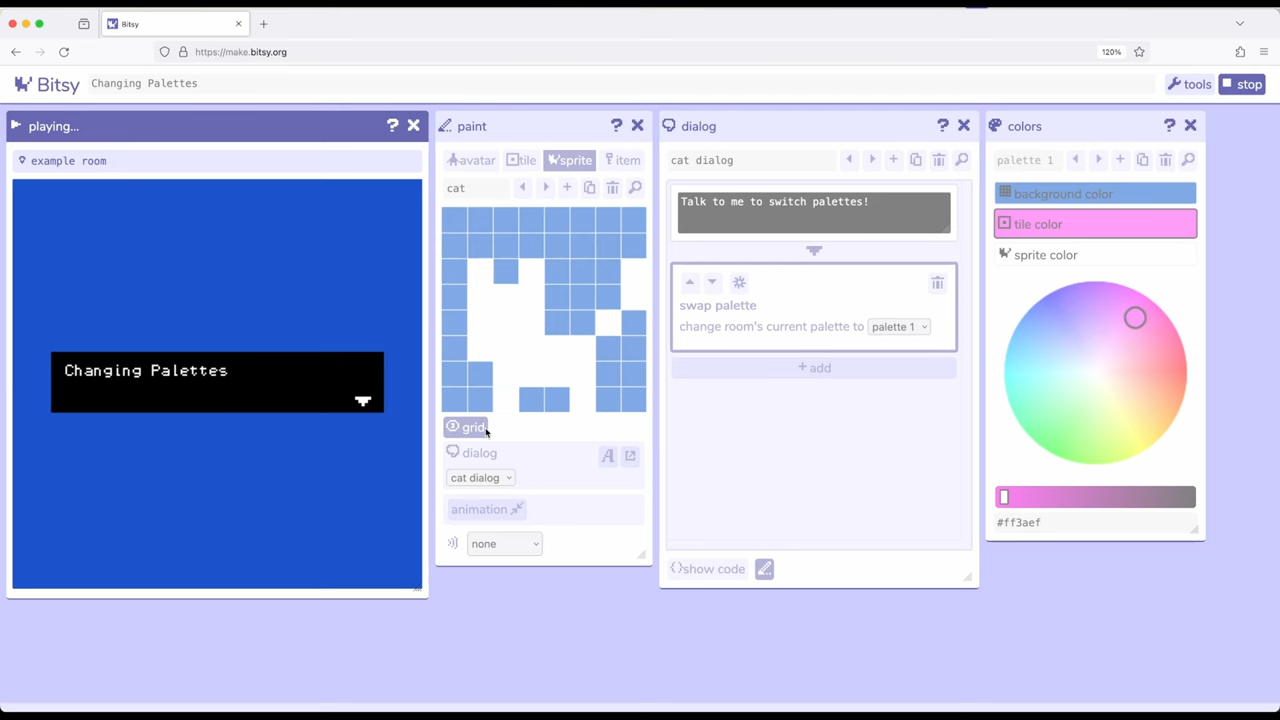 Bitsy
https://make.bitsy.org
120%
Bitsy
Changing Palettes
tools
stop
playing...
?
example room
Changing Palettes
paint
?
avatar
tile
sprite
item
cat
grid
dialog
A
cat dialog
animation
none
dialog
?
cat dialog
Talk to me to switch palettes!
swap palette
change room's current palette to palette 1
+ add
{}show code
colors
?
palette 1
background color
tile color
sprite color
#ff3aef